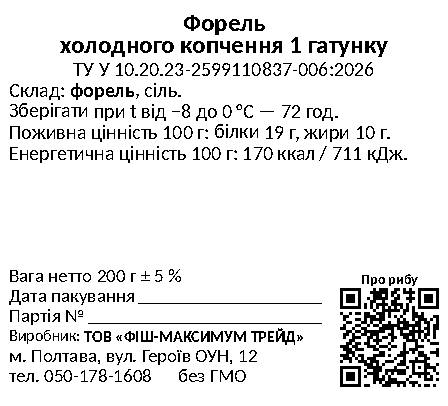 Форель
холодного копчення 1 гатунку
ТУ У 10.20.23-2599110837-006:2026
Склад: форель, сіль.
Зберігати при t від –8 до 0 °С — 72 год.
Поживна цінність 100 г: білки 19 г, жири 10 г.
Енергетична цінність 100 г: 170 ккал / 711 кДж.
Вага нетто 200 г ± 5 %
Про рибу
Дата пакування ____________________
Партія № __________________________
Виробник: ТОВ «ФІШ-МАКСИМУМ ТРЕЙД»
м. Полтава, вул. Героїв ОУН, 12
тел. 050-178-1608 без ГМО